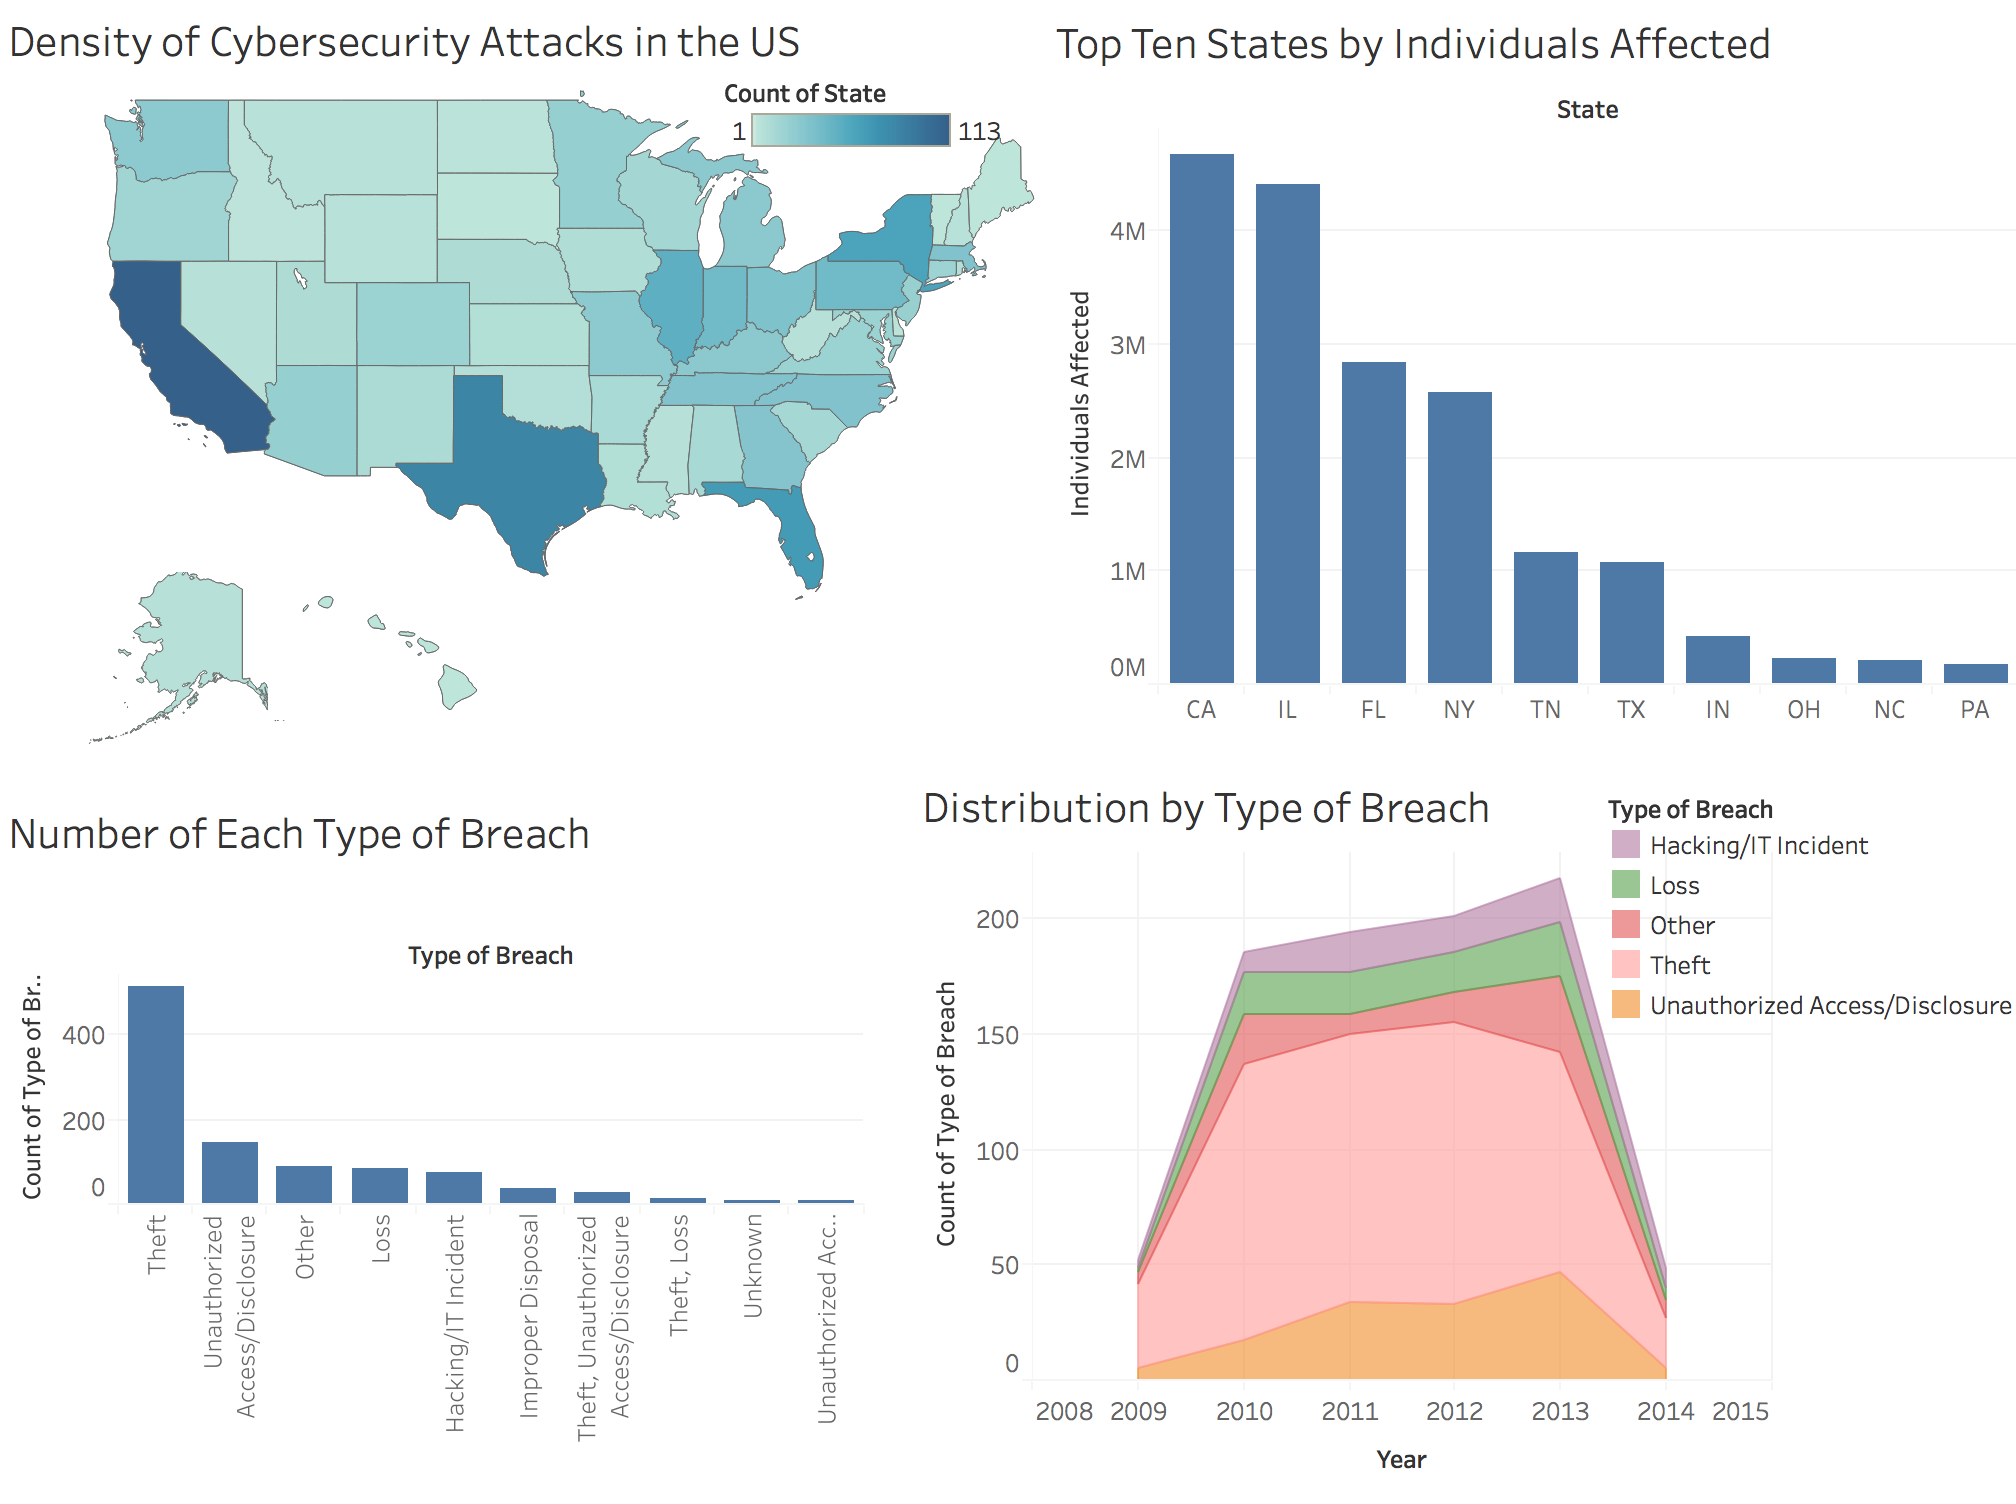 Density of Cybersecurity Attacks in the US
Count of State
1
113
Top Ten States by Individuals Affected
State
Individuals Affected
4M
3M
2M
1M
0M
CA
IL
FL
NY
TN
TX
IN
OH
NC
PA
Number of Each Type of Breach
Type of Breach
Count of Type of Br..
400
200
0
Theft
Unauthorized
Access/Disclosure
Other
Loss
Hacking/IT Incident
Improper Disposal
Theft, Unauthorized
Access/Disclosure
Theft, Loss
Unknown
Unauthorized Acc..
Distribution by Type of Breach
Type of Breach
Hacking/IT Incident
Loss
Other
Theft
Unauthorized Access/Disclosure
Count of Type of Breach
200
150
100
50
0
2008
2009
2010
2011
2012
2013
2014
2015
Year